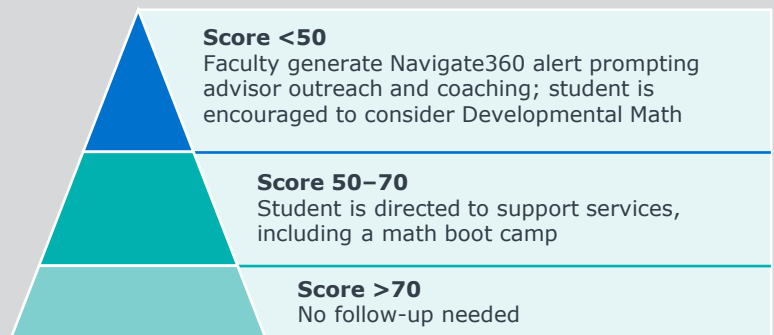 Score <50
Faculty generate Navigate360 alert prompting
advisor outreach and coaching; student is
encouraged to consider Developmental Math
Score 50–70
Student is directed to support services,
including a math boot camp
Score >70
No follow-up needed